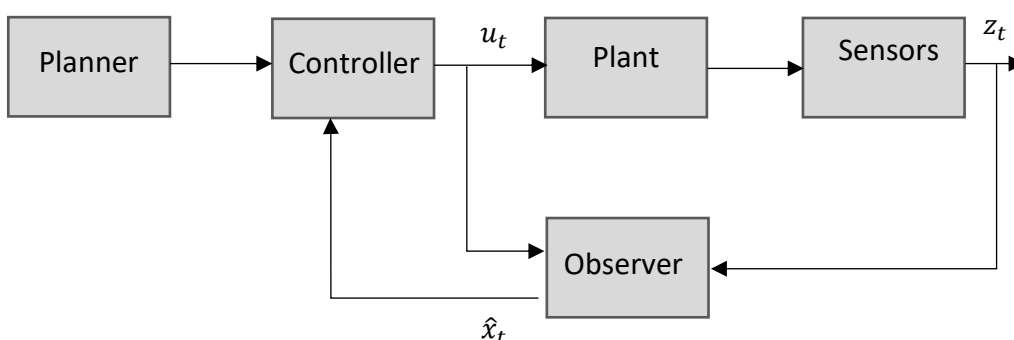 Planner
Controller
u_t
Plant
Sensors
z_t
Observer
x̂_t